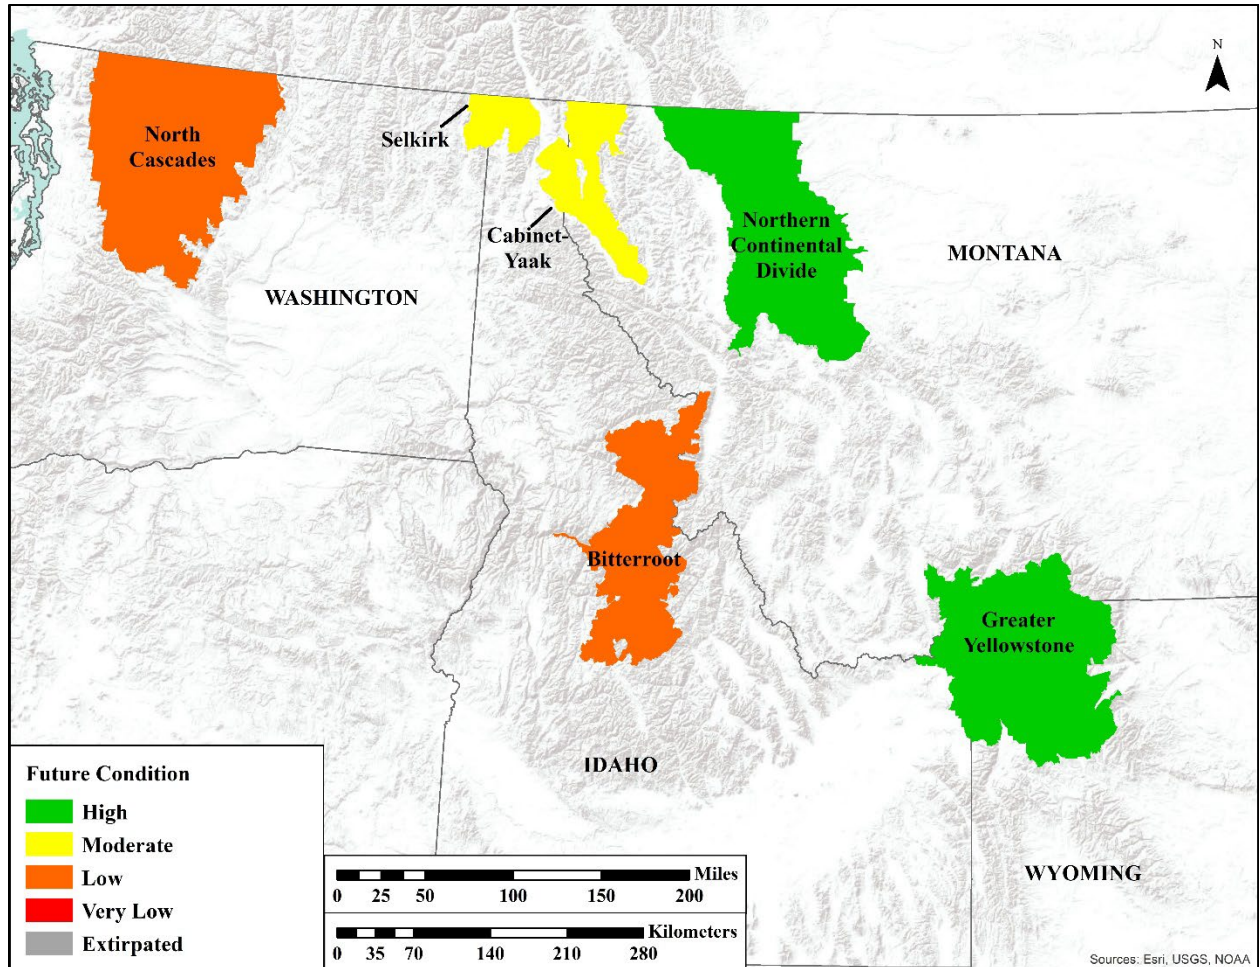 N
North
Cascades
Selkirk
Cabinet-
Yaak
Northern
Continental
Divide
MONTANA
WASHINGTON
Bitterroot
Greater
Yellowstone
IDAHO
WYOMING
Future Condition
High
Moderate
Low
Very Low
Extirpated
Miles
0 25 50 100 150 200
Kilometers
0 35 70 140 210 280
Sources: Esri, USGS, NOAA